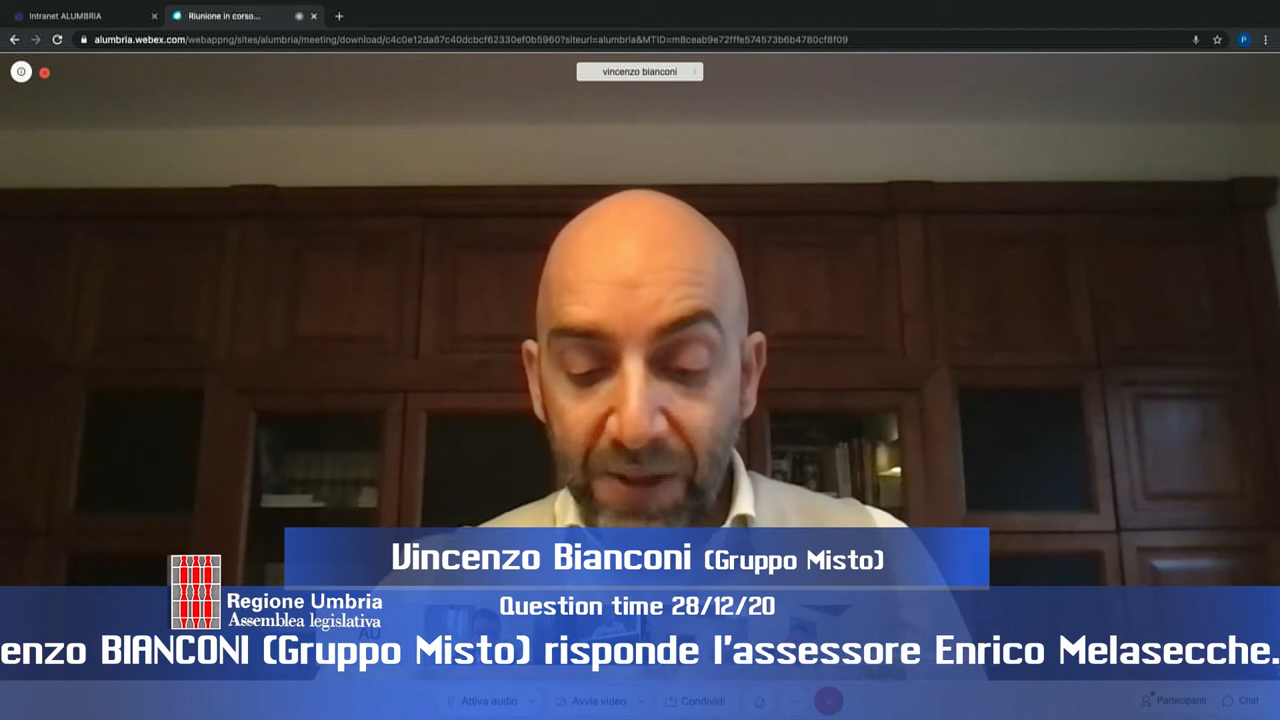 Intranet ALUMBRIA
Riunione in corso...
alumbria.webex.com/webappng/sites/alumbria/meeting/download/c4c0e12da87c40dcbcf62330ef0b5960?siteurl=alumbria&MTID=m8ceab9e72fffe574573b6b4780cf8f09
P
vincenzo bianconi
Vincenzo Bianconi (Gruppo Misto)
Regione Umbria
Assemblea legislativa
Question time 28/12/20
enzo BIANCONI (Gruppo Misto) risponde l'assessore Enrico Melasecche.
Attiva audio
Avvia video
Condividi
Partecipanti
Chat